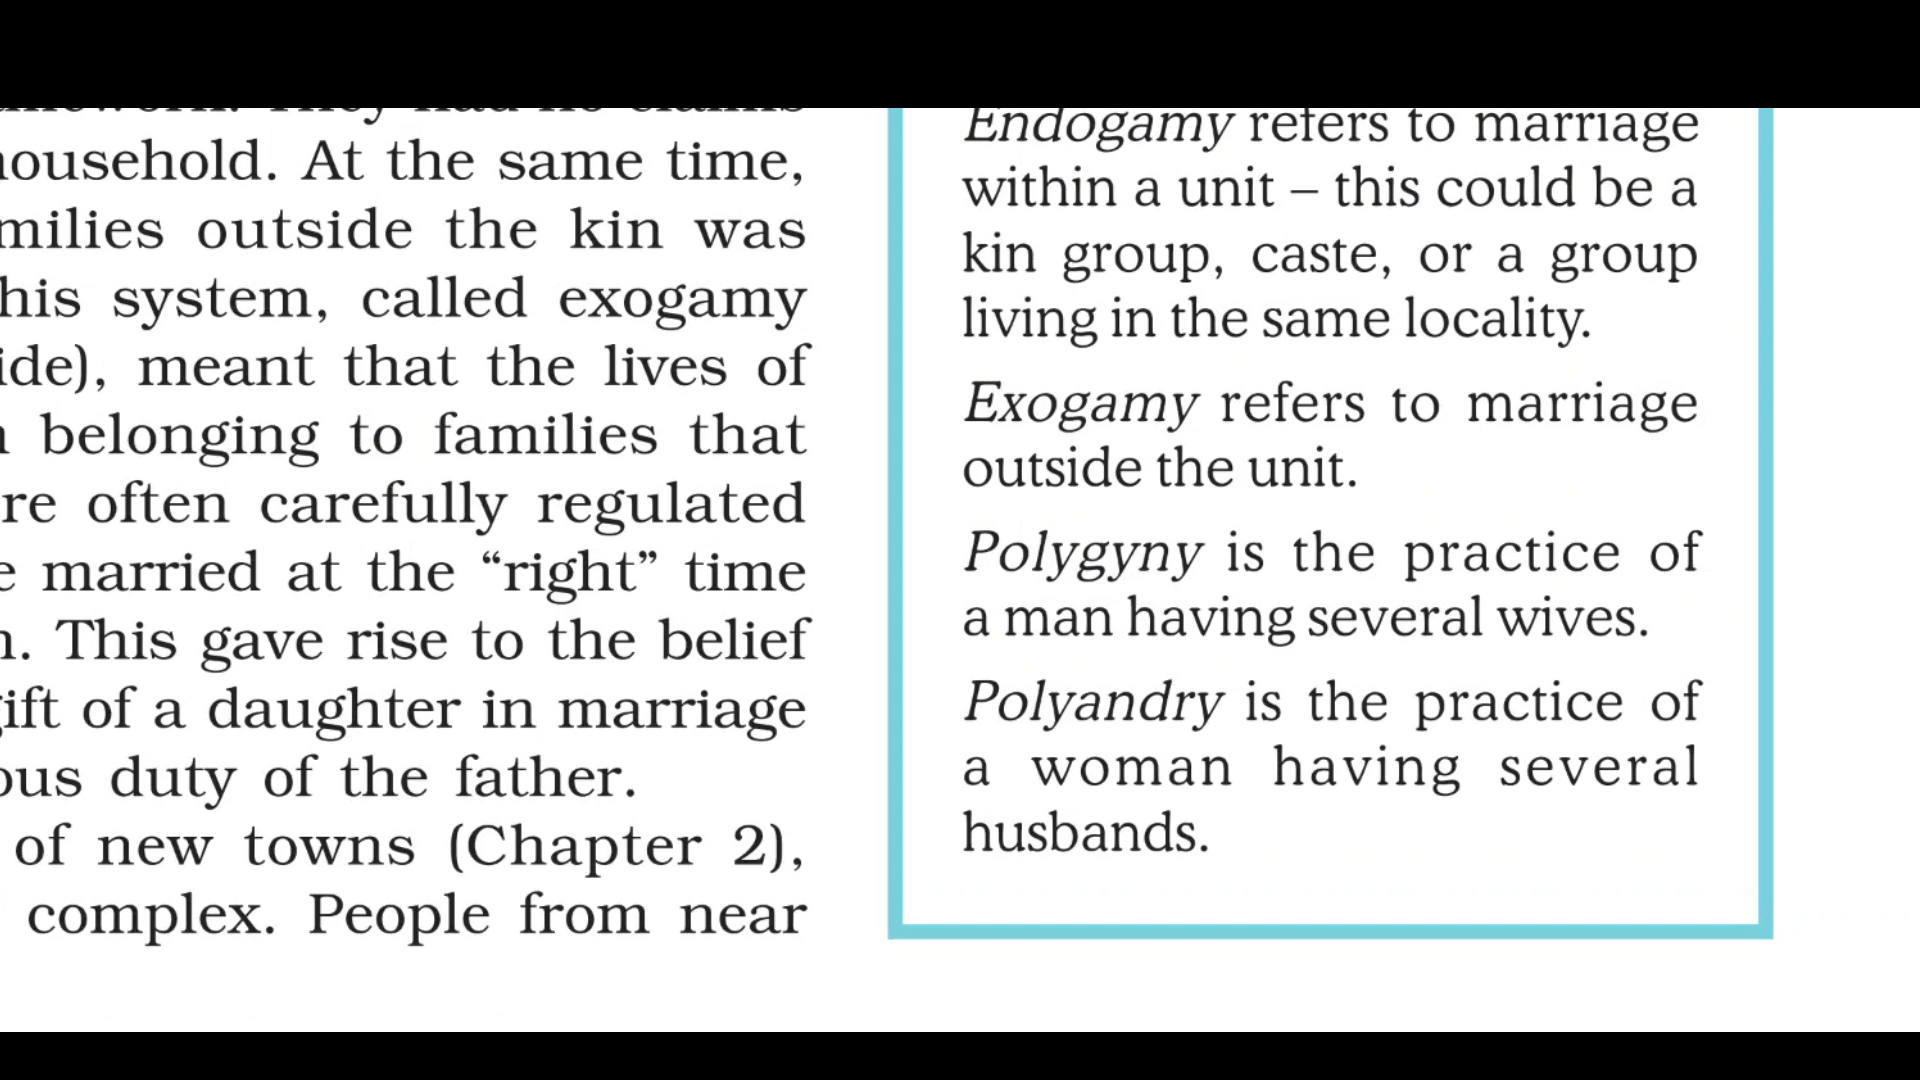 They had no claims
household. At the same time,
milies outside the kin was
his system, called exogamy
ide), meant that the lives of
belonging to families that
re often carefully regulated
e married at the “right” time
n. This gave rise to the belief
gift of a daughter in marriage
ous duty of the father.
of new towns (Chapter 2),
complex. People from near
Endogamy refers to marriage
within a unit – this could be a
kin group, caste, or a group
living in the same locality.
Exogamy refers to marriage
outside the unit.
Polygyny is the practice of
a man having several wives.
Polyandry is the practice of
a woman having several
husbands.